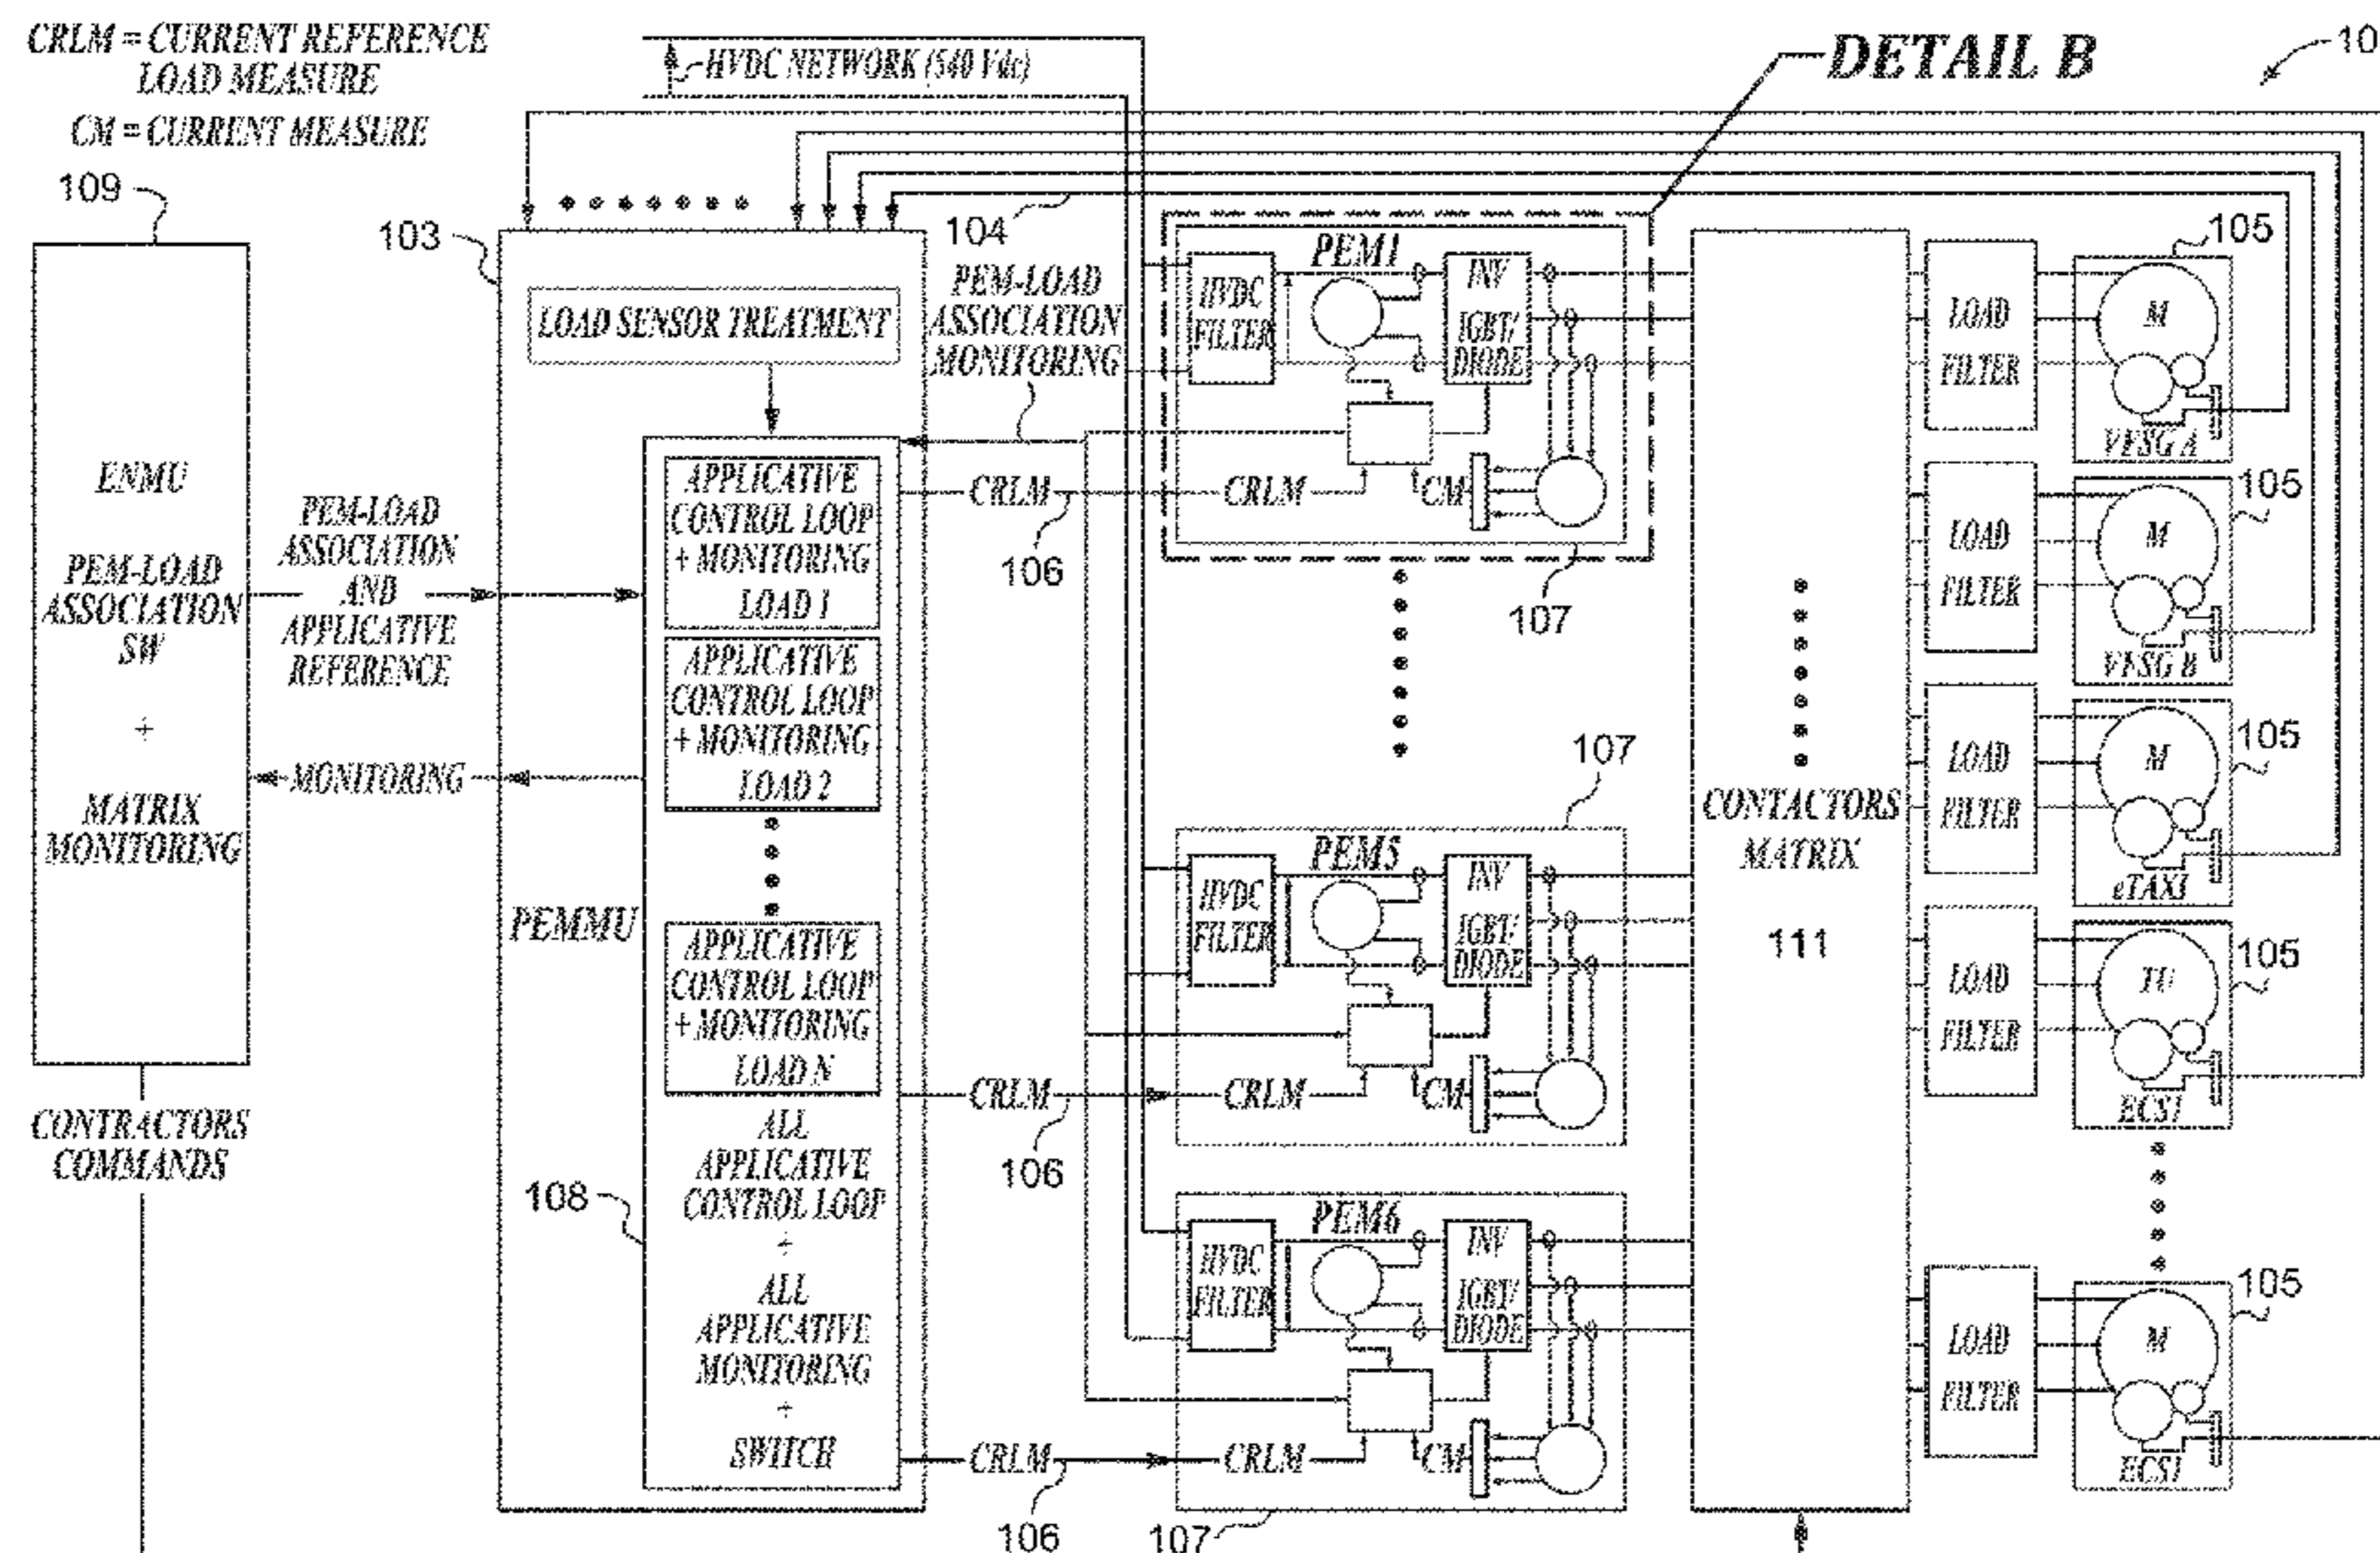 CRLM = CURRENT REFERENCE
LOAD MEASURE
CM = CURRENT MEASURE
HVDC NETWORK (540 Vdc)
DETAIL B
10
109
ENMU
PEM-LOAD
ASSOCIATION
SW
+
MATRIX
MONITORING
CONTRACTORS
COMMANDS
PEM-LOAD
ASSOCIATION
AND
APPLICATIVE
REFERENCE
MONITORING
103
LOAD SENSOR TREATMENT
PEMMU
108
APPLICATIVE
CONTROL LOOP
+ MONITORING
LOAD 1
APPLICATIVE
CONTROL LOOP
+ MONITORING
LOAD 2
APPLICATIVE
CONTROL LOOP
+ MONITORING
LOAD N
ALL
APPLICATIVE
CONTROL LOOP
+
ALL
APPLICATIVE
MONITORING
+
SWITCH
104
PEM-LOAD
ASSOCIATION
MONITORING
CRLM
106
CRLM
106
CRLM
106
PEM1
HVDC
FILTER
INV
IGBT/
DIODE
CRLM
CM
107
107
PEM5
HVDC
FILTER
INV
IGBT/
DIODE
CRLM
CM
PEM6
HVDC
FILTER
INV
IGBT/
DIODE
CRLM
CM
107
CONTACTORS
MATRIX
111
LOAD
FILTER
105
M
VFSG A
LOAD
FILTER
105
M
VFSG B
LOAD
FILTER
105
M
eTAXI
LOAD
FILTER
105
ECS1
LOAD
FILTER
105
M
ECS1